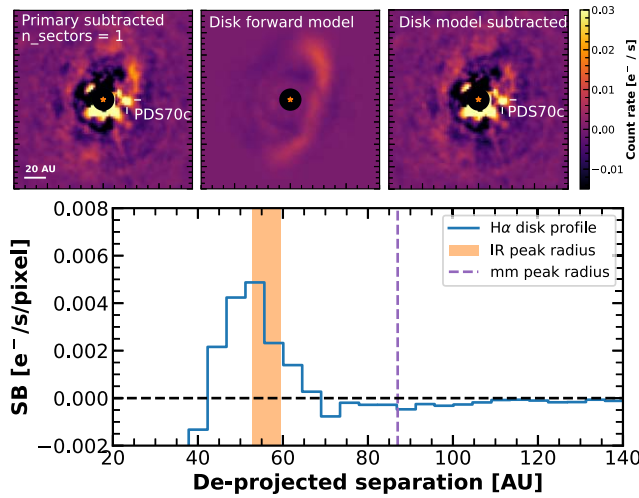 Primary subtracted
n_sectors = 1
PDS70c
20 AU
Disk forward model
Disk model subtracted
PDS70c
0.03
0.02
0.01
0.00
−0.01
Count rate [e⁻ / s]
0.008
0.006
0.004
0.002
0.000
−0.002
SB [e⁻/s/pixel]
Hα disk profile
IR peak radius
mm peak radius
20 40 60 80 100 120 140
De-projected separation [AU]